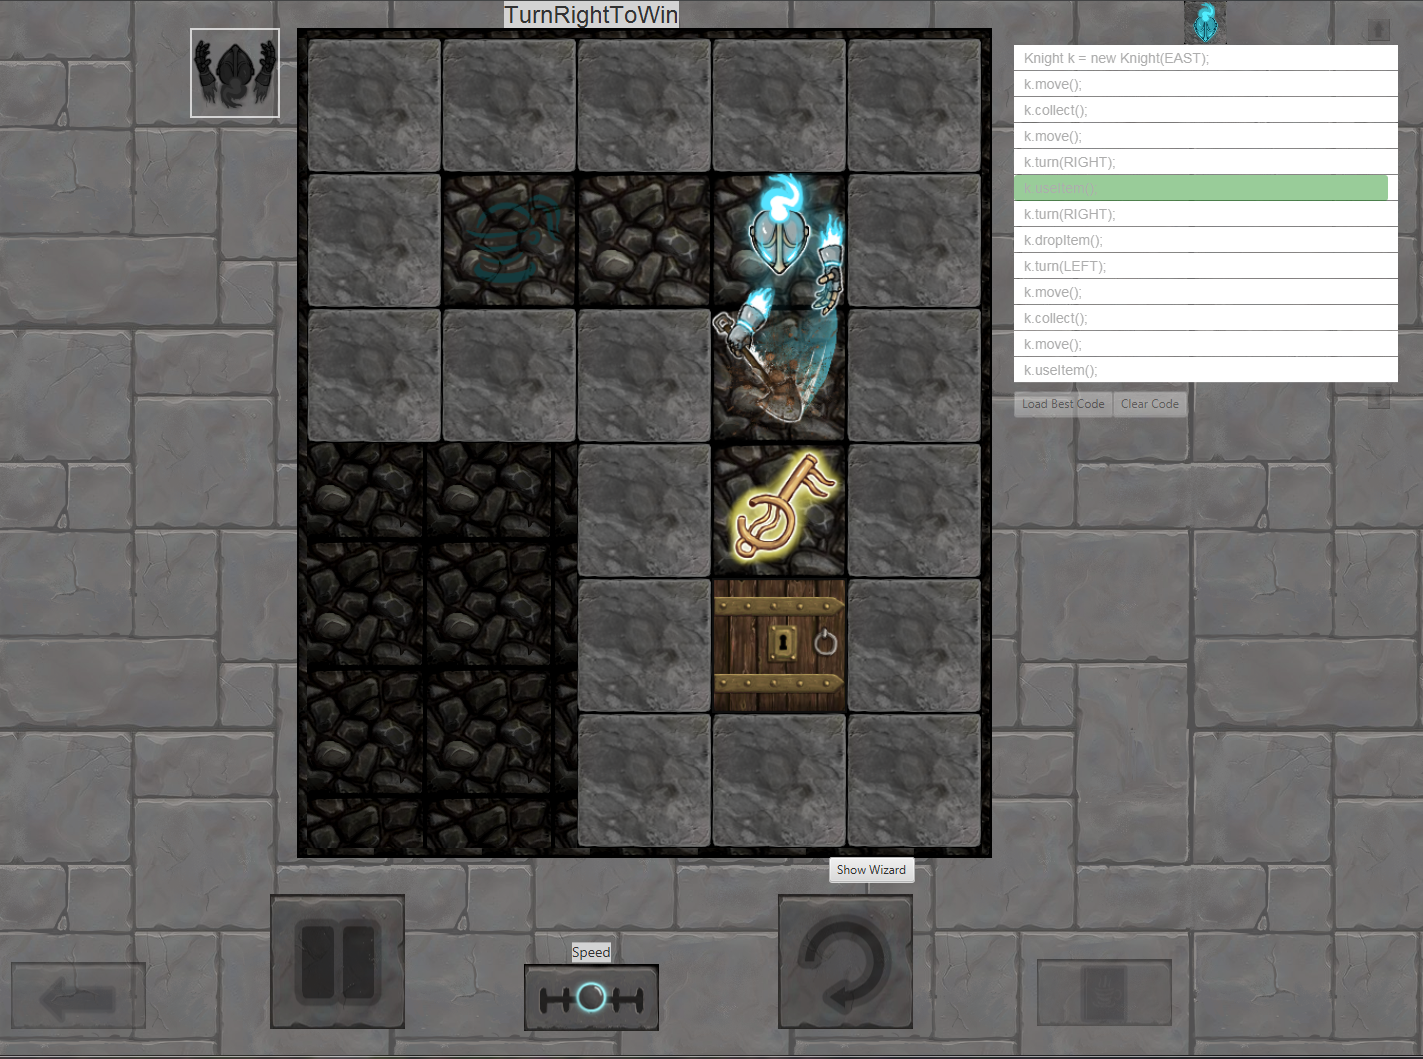 TurnRightToWin
Knight k = new Knight(EAST);
k.move();
k.collect();
k.move();
k.turn(RIGHT);
k.useItem();
k.turn(RIGHT);
k.dropItem();
k.turn(LEFT);
k.move();
k.collect();
k.move();
k.useItem();
Load Best Code
Clear Code
Show Wizard
Speed